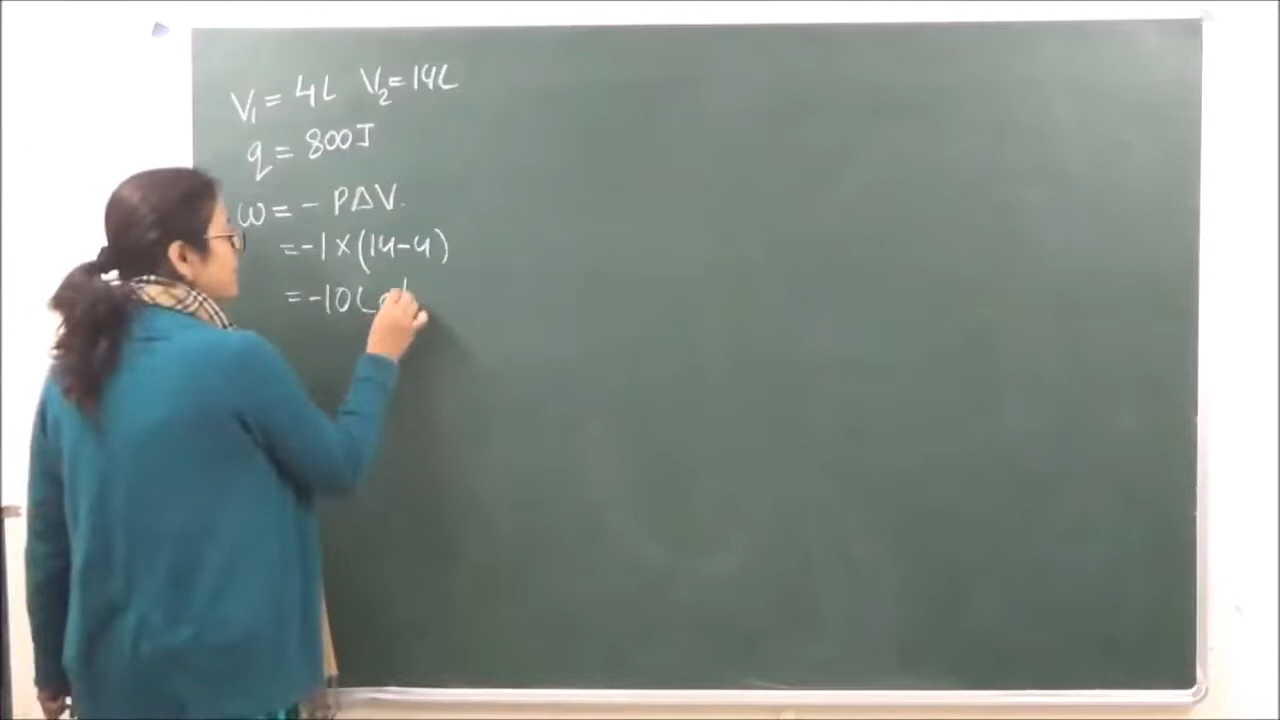 V₁ = 4L V₂ = 14L
q = 800J
w = - PΔV.
= -1 × (14-4)
= -10L